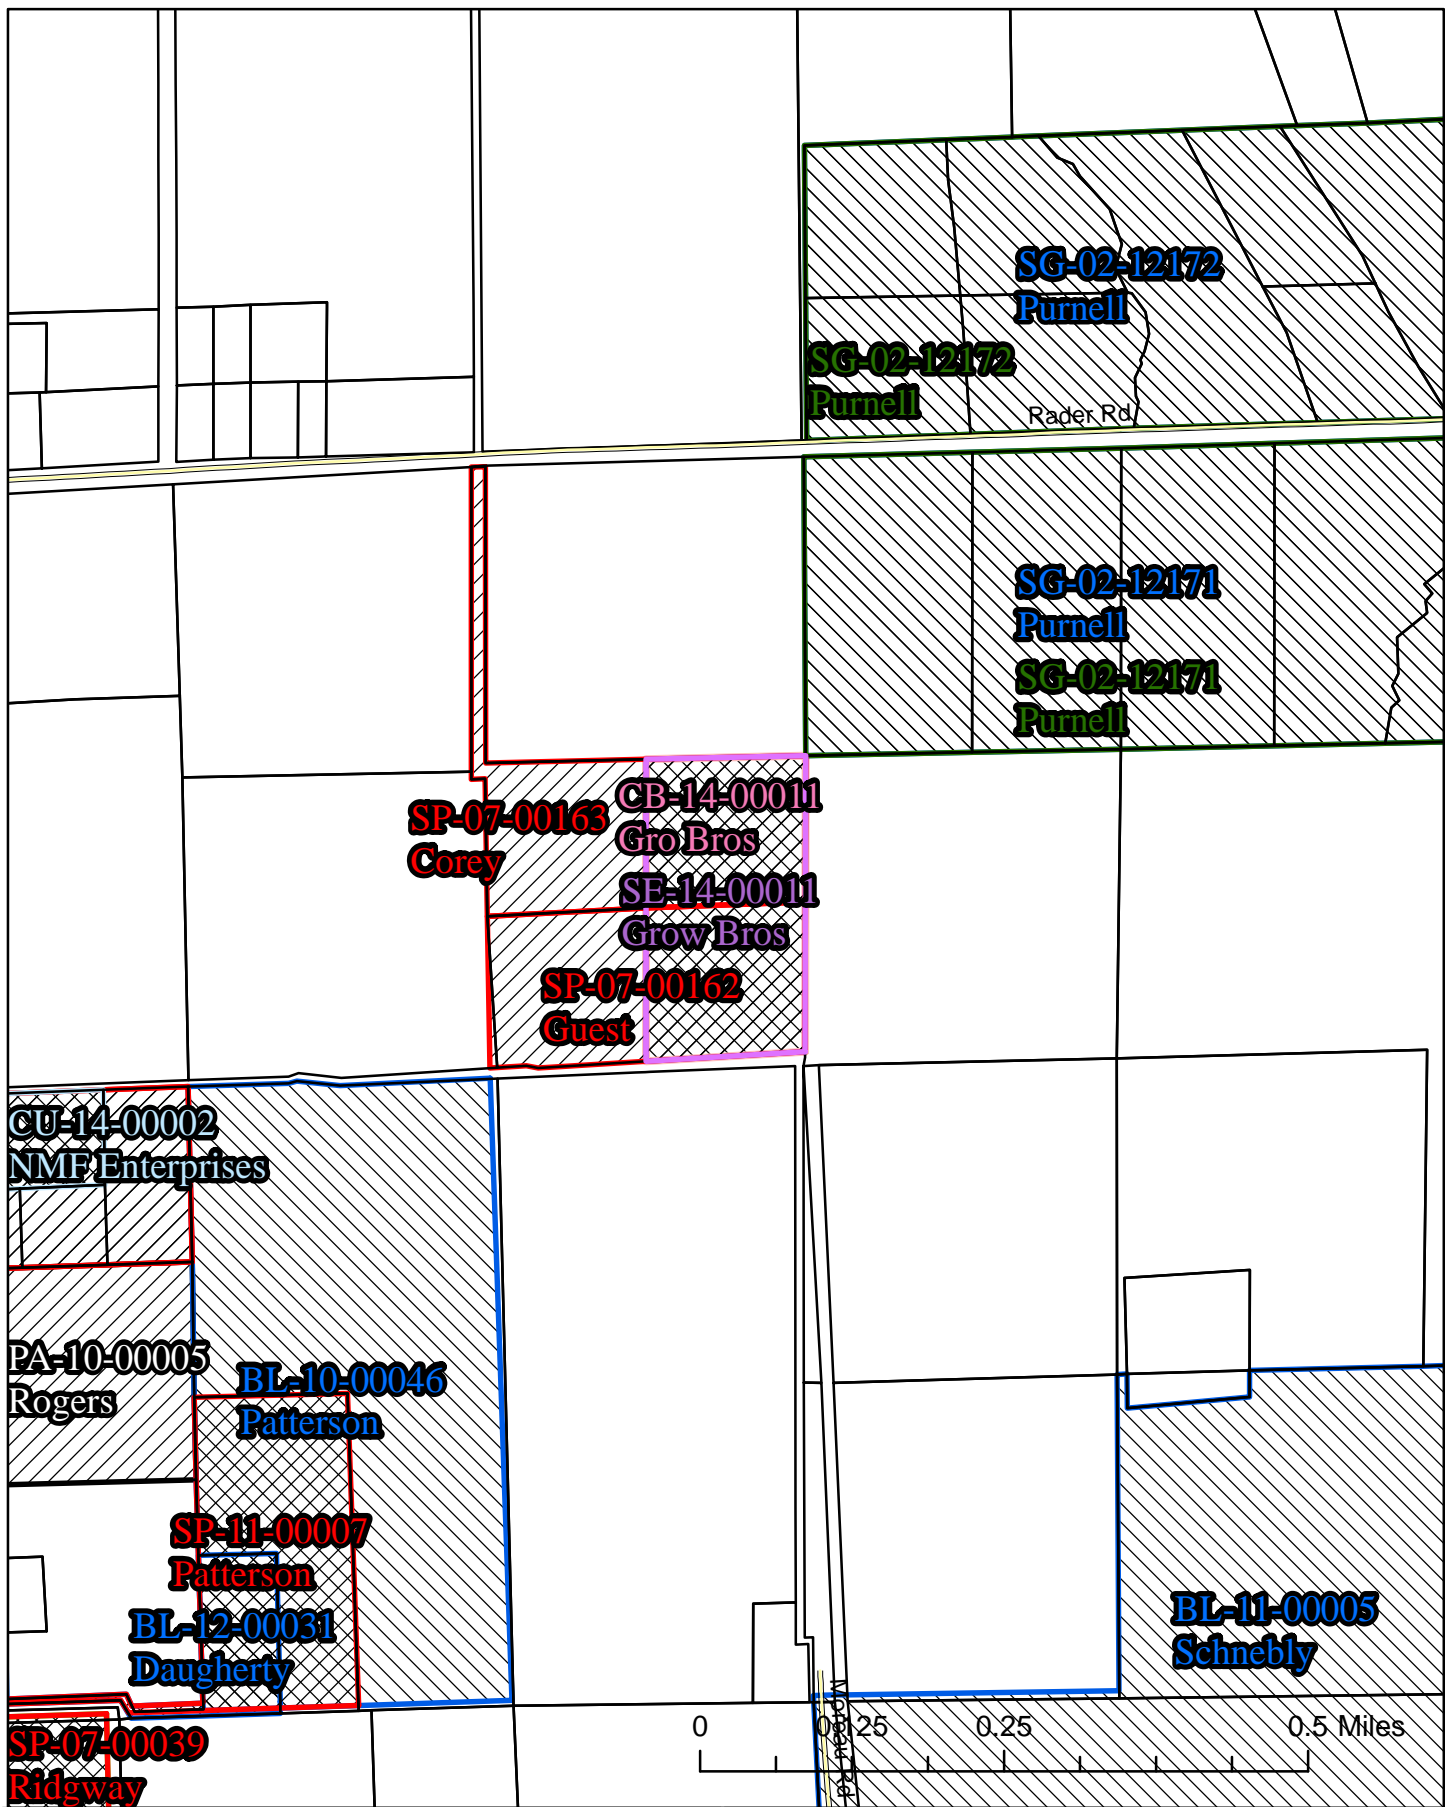 SG-02-12172
Purnell
SG-02-12172
Purnell
Rader Rd
SG-02-12171
Purnell
SG-02-12171
Purnell
SP-07-00163
Corey
CB-14-00011
Gro Bros
SE-14-00011
Grow Bros
SP-07-00162
Guest
CU-14-00002
NMF Enterprises
PA-10-00005
Rogers
BL-10-00046
Patterson
SP-11-00007
Patterson
BL-12-00031
Daugherty
BL-11-00005
Schnebly
SP-07-00039
Ridgway
Moreau Rd
0 0.125 0.25 0.5 Miles